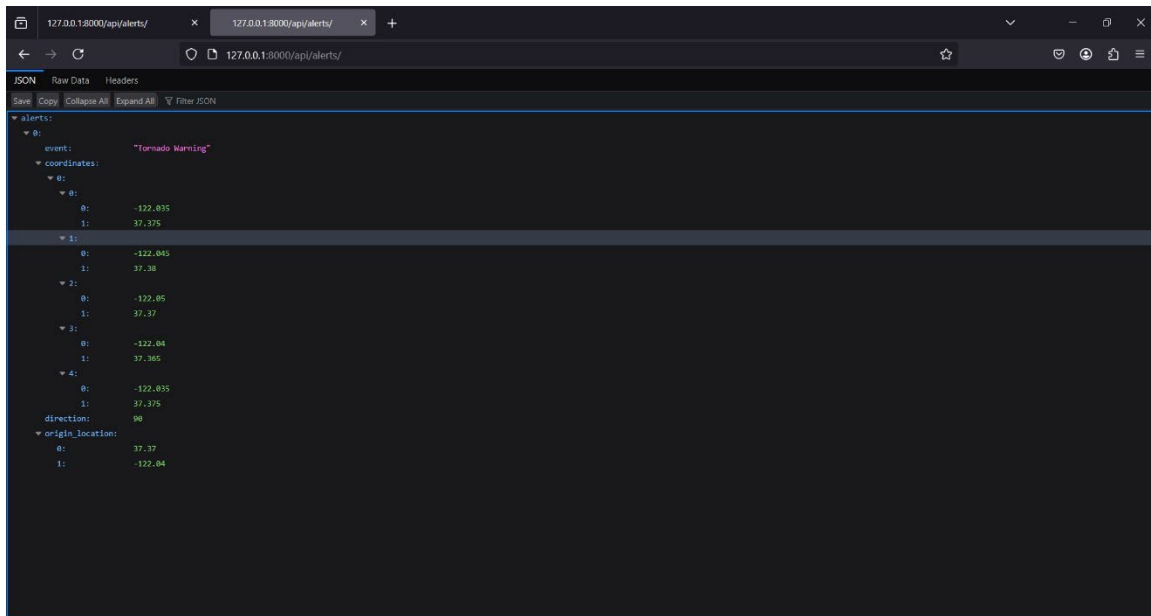 127.0.0.1:8000/api/alerts/ 127.0.0.1:8000/api/alerts/
127.0.0.1:8000/api/alerts/
JSON Raw Data Headers
Save Copy Collapse All Expand All Filter JSON
alerts:
0:
event: "Tornado Warning"
coordinates:
0:
0:
0: -122.035
1: 37.375
1:
0: -122.045
1: 37.38
2:
0: -122.05
1: 37.37
3:
0: -122.04
1: 37.365
4:
0: -122.035
1: 37.375
direction: 90
origin_location:
0: 37.37
1: -122.04